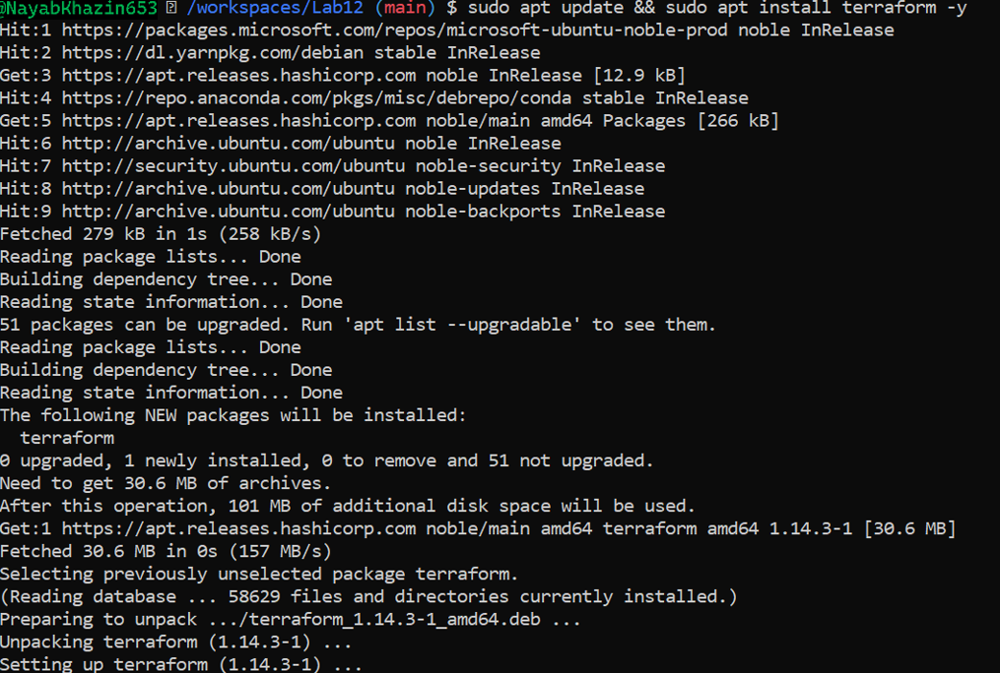 @NayabKhazin653 /workspaces/Lab12 (main) $ sudo apt update && sudo apt install terraform -y
Hit:1 https://packages.microsoft.com/repos/microsoft-ubuntu-noble-prod noble InRelease
Hit:2 https://dl.yarnpkg.com/debian stable InRelease
Get:3 https://apt.releases.hashicorp.com noble InRelease [12.9 kB]
Hit:4 https://repo.anaconda.com/pkgs/misc/debrepo/conda stable InRelease
Get:5 https://apt.releases.hashicorp.com noble/main amd64 Packages [266 kB]
Hit:6 http://archive.ubuntu.com/ubuntu noble InRelease
Hit:7 http://security.ubuntu.com/ubuntu noble-security InRelease
Hit:8 http://archive.ubuntu.com/ubuntu noble-updates InRelease
Hit:9 http://archive.ubuntu.com/ubuntu noble-backports InRelease
Fetched 279 kB in 1s (258 kB/s)
Reading package lists... Done
Building dependency tree... Done
Reading state information... Done
51 packages can be upgraded. Run 'apt list --upgradable' to see them.
Reading package lists... Done
Building dependency tree... Done
Reading state information... Done
The following NEW packages will be installed:
  terraform
0 upgraded, 1 newly installed, 0 to remove and 51 not upgraded.
Need to get 30.6 MB of archives.
After this operation, 101 MB of additional disk space will be used.
Get:1 https://apt.releases.hashicorp.com noble/main amd64 terraform amd64 1.14.3-1 [30.6 MB]
Fetched 30.6 MB in 0s (157 MB/s)
Selecting previously unselected package terraform.
(Reading database ... 58629 files and directories currently installed.)
Preparing to unpack .../terraform_1.14.3-1_amd64.deb ...
Unpacking terraform (1.14.3-1) ...
Setting up terraform (1.14.3-1) ...